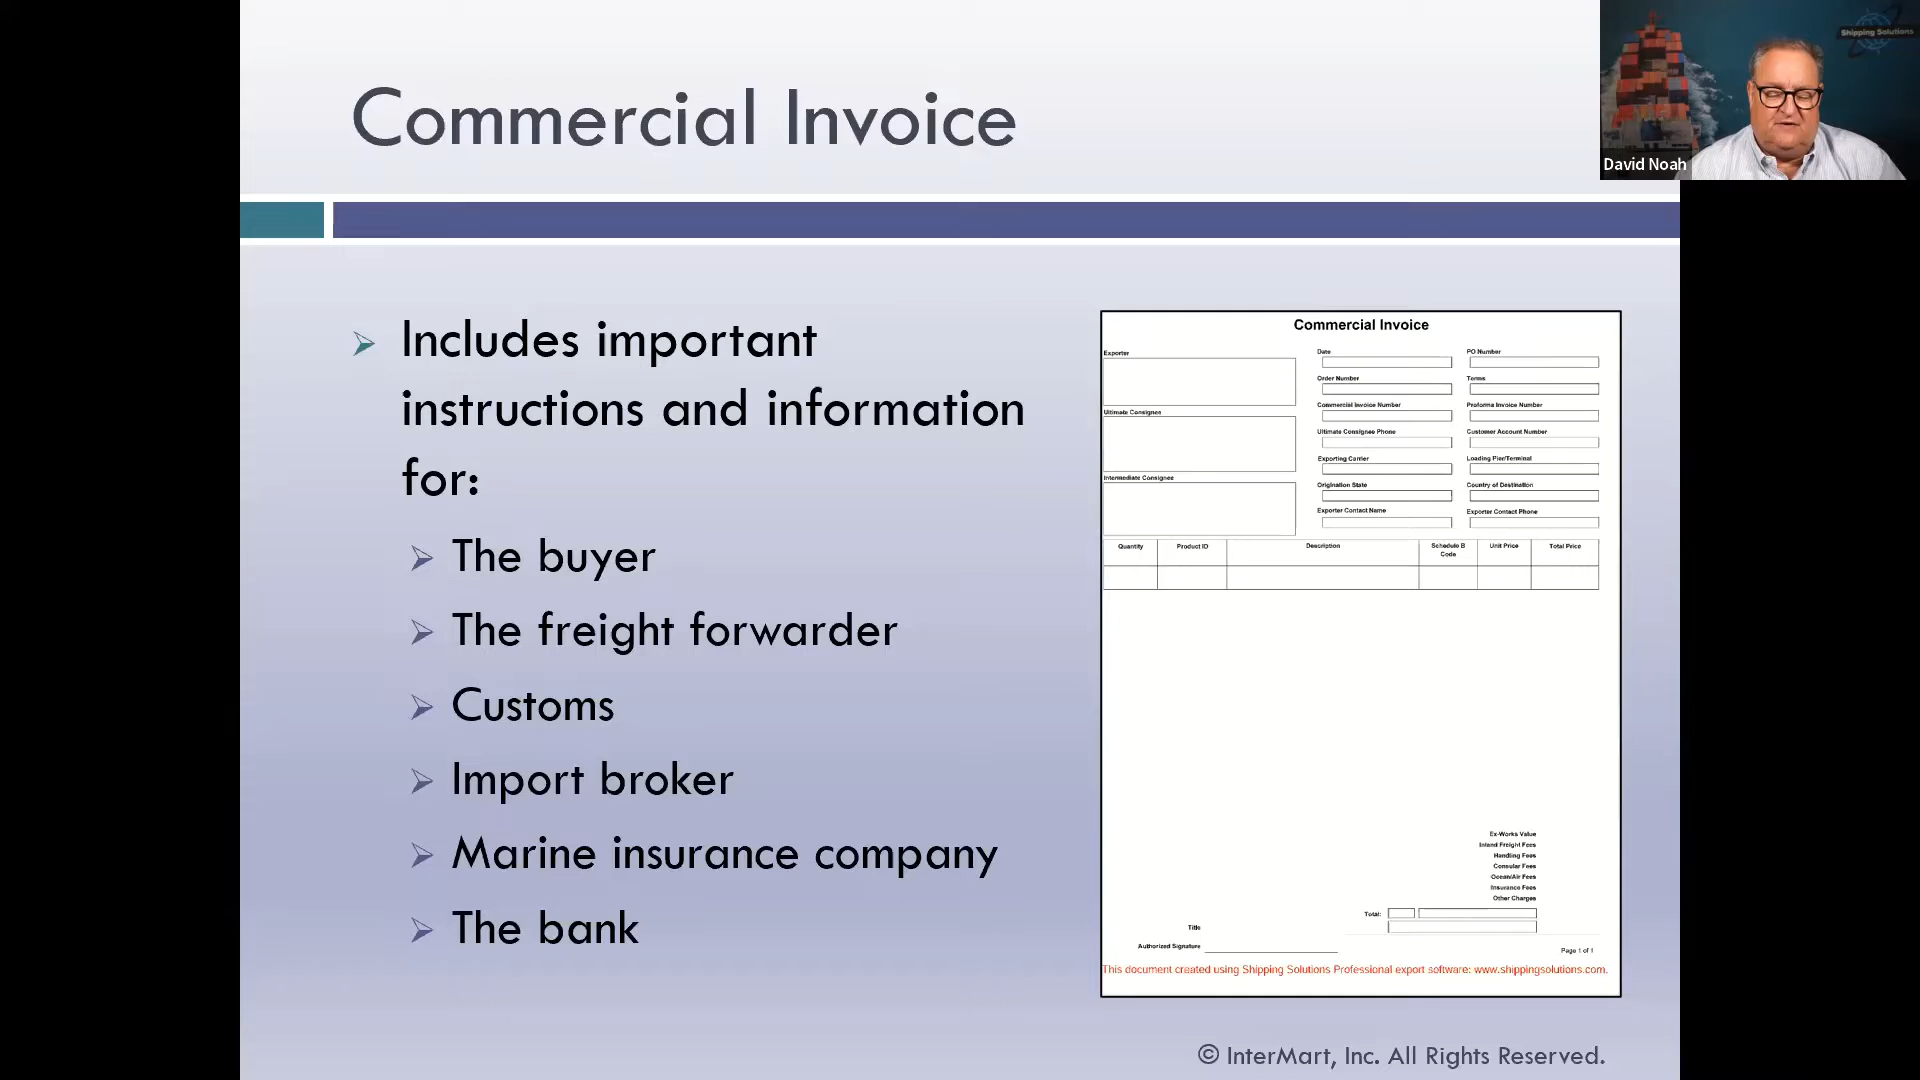 Commercial Invoice
Shipping Solutions
David Noah
Includes important
instructions and information
for:
The buyer
The freight forwarder
Customs
Import broker
Marine insurance company
The bank
Commercial Invoice
Exporter
Ultimate Consignee
Intermediate Consignee
Date
PO Number
Order Number
Terms
Commercial Invoice Number
Proforma Invoice Number
Ultimate Consignee Phone
Customer Account Number
Exporting Carrier
Loading Pier/Terminal
Origination State
Country of Destination
Exporter Contact Name
Exporter Contact Phone
Quantity
Product ID
Description
Schedule B
Code
Unit Price
Total Price
Ex-Works Value
Inland Freight Fees
Handling Fees
Consular Fees
Ocean/Air Fees
Insurance Fees
Other Charges
Total:
Title
Authorized Signature
Page 1 of 1
This document created using Shipping Solutions Professional export software: www.shippingsolutions.com.
© InterMart, Inc. All Rights Reserved.